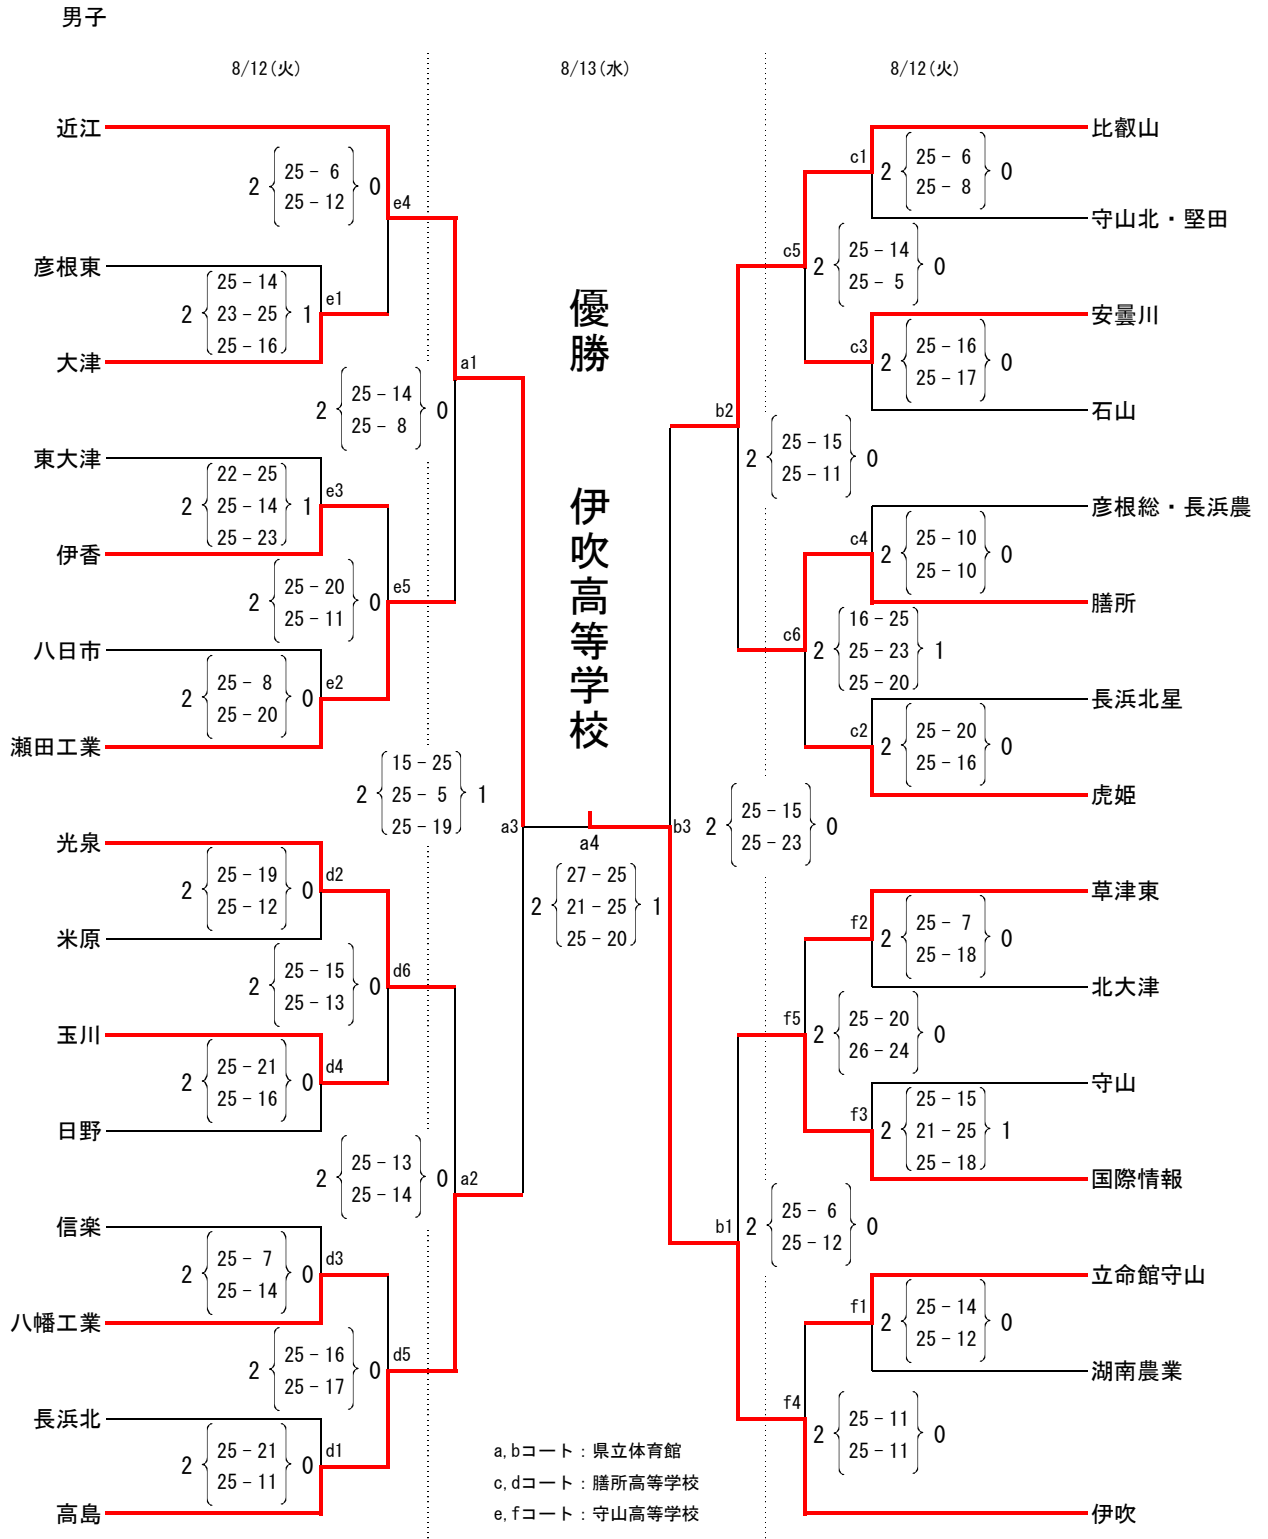 男子
8/12(火)
8/13(水)
8/12(火)
近江
2 25 - 6 0
25 - 12
e4
彦根東
25 - 14
2 23 - 25 1
25 - 16
e1
大津
a1
2 25 - 14 0
25 - 8
東大津
22 - 25
2 25 - 14 1
25 - 23
e3
伊香
2 25 - 20 0
25 - 11
e5
八日市
2 25 - 8 0
25 - 20
e2
瀬田工業
15 - 25
2 25 - 5 1
25 - 19
a3
光泉
2 25 - 19 0
25 - 12
d2
米原
2 25 - 15 0
25 - 13
d6
玉川
2 25 - 21 0
25 - 16
d4
日野
2 25 - 13 0
25 - 14
a2
信楽
2 25 - 7 0
25 - 14
d3
八幡工業
2 25 - 16 0
25 - 17
d5
長浜北
2 25 - 21 0
25 - 11
d1
高島
優勝
伊吹高等学校
a4
27 - 25
2 21 - 25 1
25 - 20
a,bコート：県立体育館
c,dコート：膳所高等学校
e,fコート：守山高等学校
比叡山
c1
2 25 - 6 0
25 - 8
守山北・堅田
c5
2 25 - 14 0
25 - 5
安曇川
c3
2 25 - 16 0
25 - 17
石山
b2
2 25 - 15 0
25 - 11
彦根総・長浜農
c4
2 25 - 10 0
25 - 10
膳所
c6
16 - 25
2 25 - 23 1
25 - 20
長浜北星
c2
2 25 - 20 0
25 - 16
虎姫
b3
2 25 - 15 0
25 - 23
草津東
f2
2 25 - 7 0
25 - 18
北大津
f5
2 25 - 20 0
26 - 24
守山
f3
25 - 15
2 21 - 25 1
25 - 18
国際情報
b1
2 25 - 6 0
25 - 12
立命館守山
f1
2 25 - 14 0
25 - 12
湖南農業
f4
2 25 - 11 0
25 - 11
伊吹